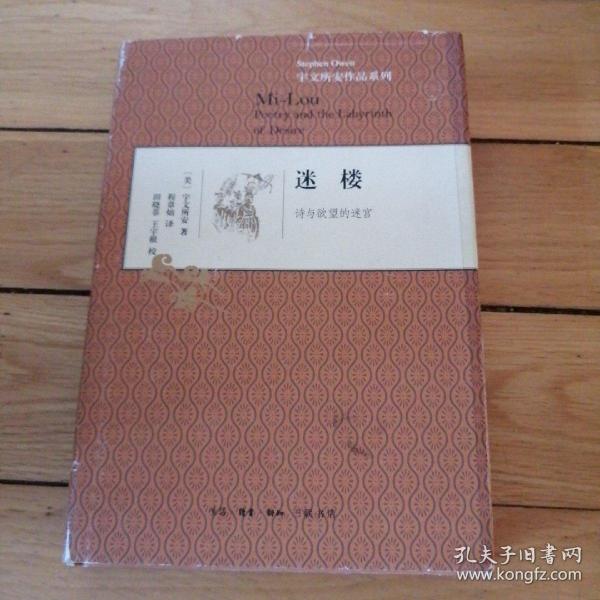 Stephen Owen
宇文所安作品系列
Mi-Lou
Poetry and the Labyrinth
of Desire
迷楼
诗与欲望的迷宫
［美］宇文所安 著
程章灿 译
田晓菲 王宇根 校
生活·读书·新知 三联书店
孔夫子旧书网
www.kongfz.com